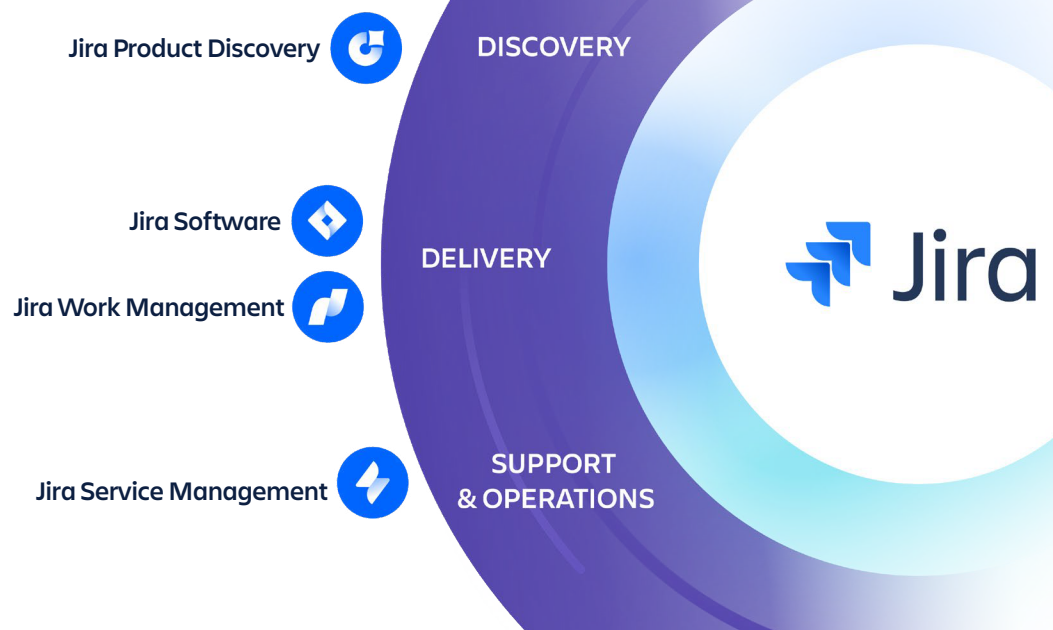 Jira Product Discovery
DISCOVERY
Jira Software
DELIVERY
Jira
Jira Work Management
SUPPORT
& OPERATIONS
Jira Service Management